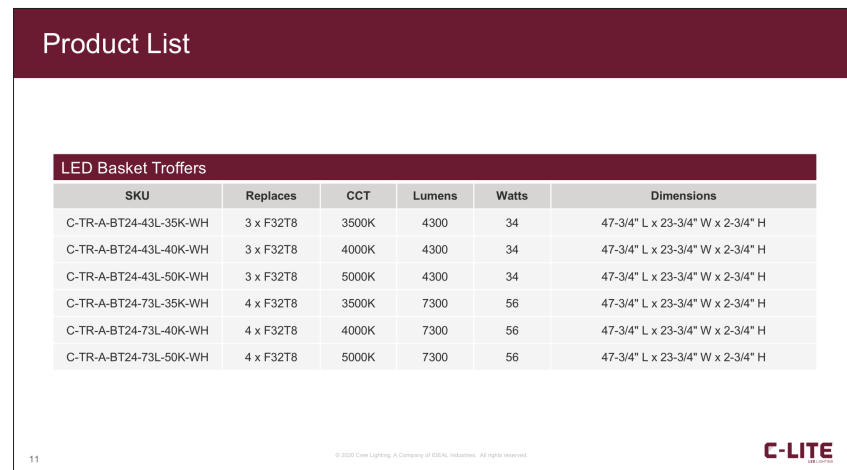 Product List
LED Basket Troffers
SKU Replaces CCT Lumens Watts Dimensions
C-TR-A-BT24-43L-35K-WH 3 x F32T8 3500K 4300 34 47-3/4" L x 23-3/4" W x 2-3/4" H
C-TR-A-BT24-43L-40K-WH 3 x F32T8 4000K 4300 34 47-3/4" L x 23-3/4" W x 2-3/4" H
C-TR-A-BT24-43L-50K-WH 3 x F32T8 5000K 4300 34 47-3/4" L x 23-3/4" W x 2-3/4" H
C-TR-A-BT24-73L-35K-WH 4 x F32T8 3500K 7300 56 47-3/4" L x 23-3/4" W x 2-3/4" H
C-TR-A-BT24-73L-40K-WH 4 x F32T8 4000K 7300 56 47-3/4" L x 23-3/4" W x 2-3/4" H
C-TR-A-BT24-73L-50K-WH 4 x F32T8 5000K 7300 56 47-3/4" L x 23-3/4" W x 2-3/4" H
11 © 2020 Cree Lighting, A Company of IDEAL Industries. All rights reserved. C-LITE
LED LIGHTING